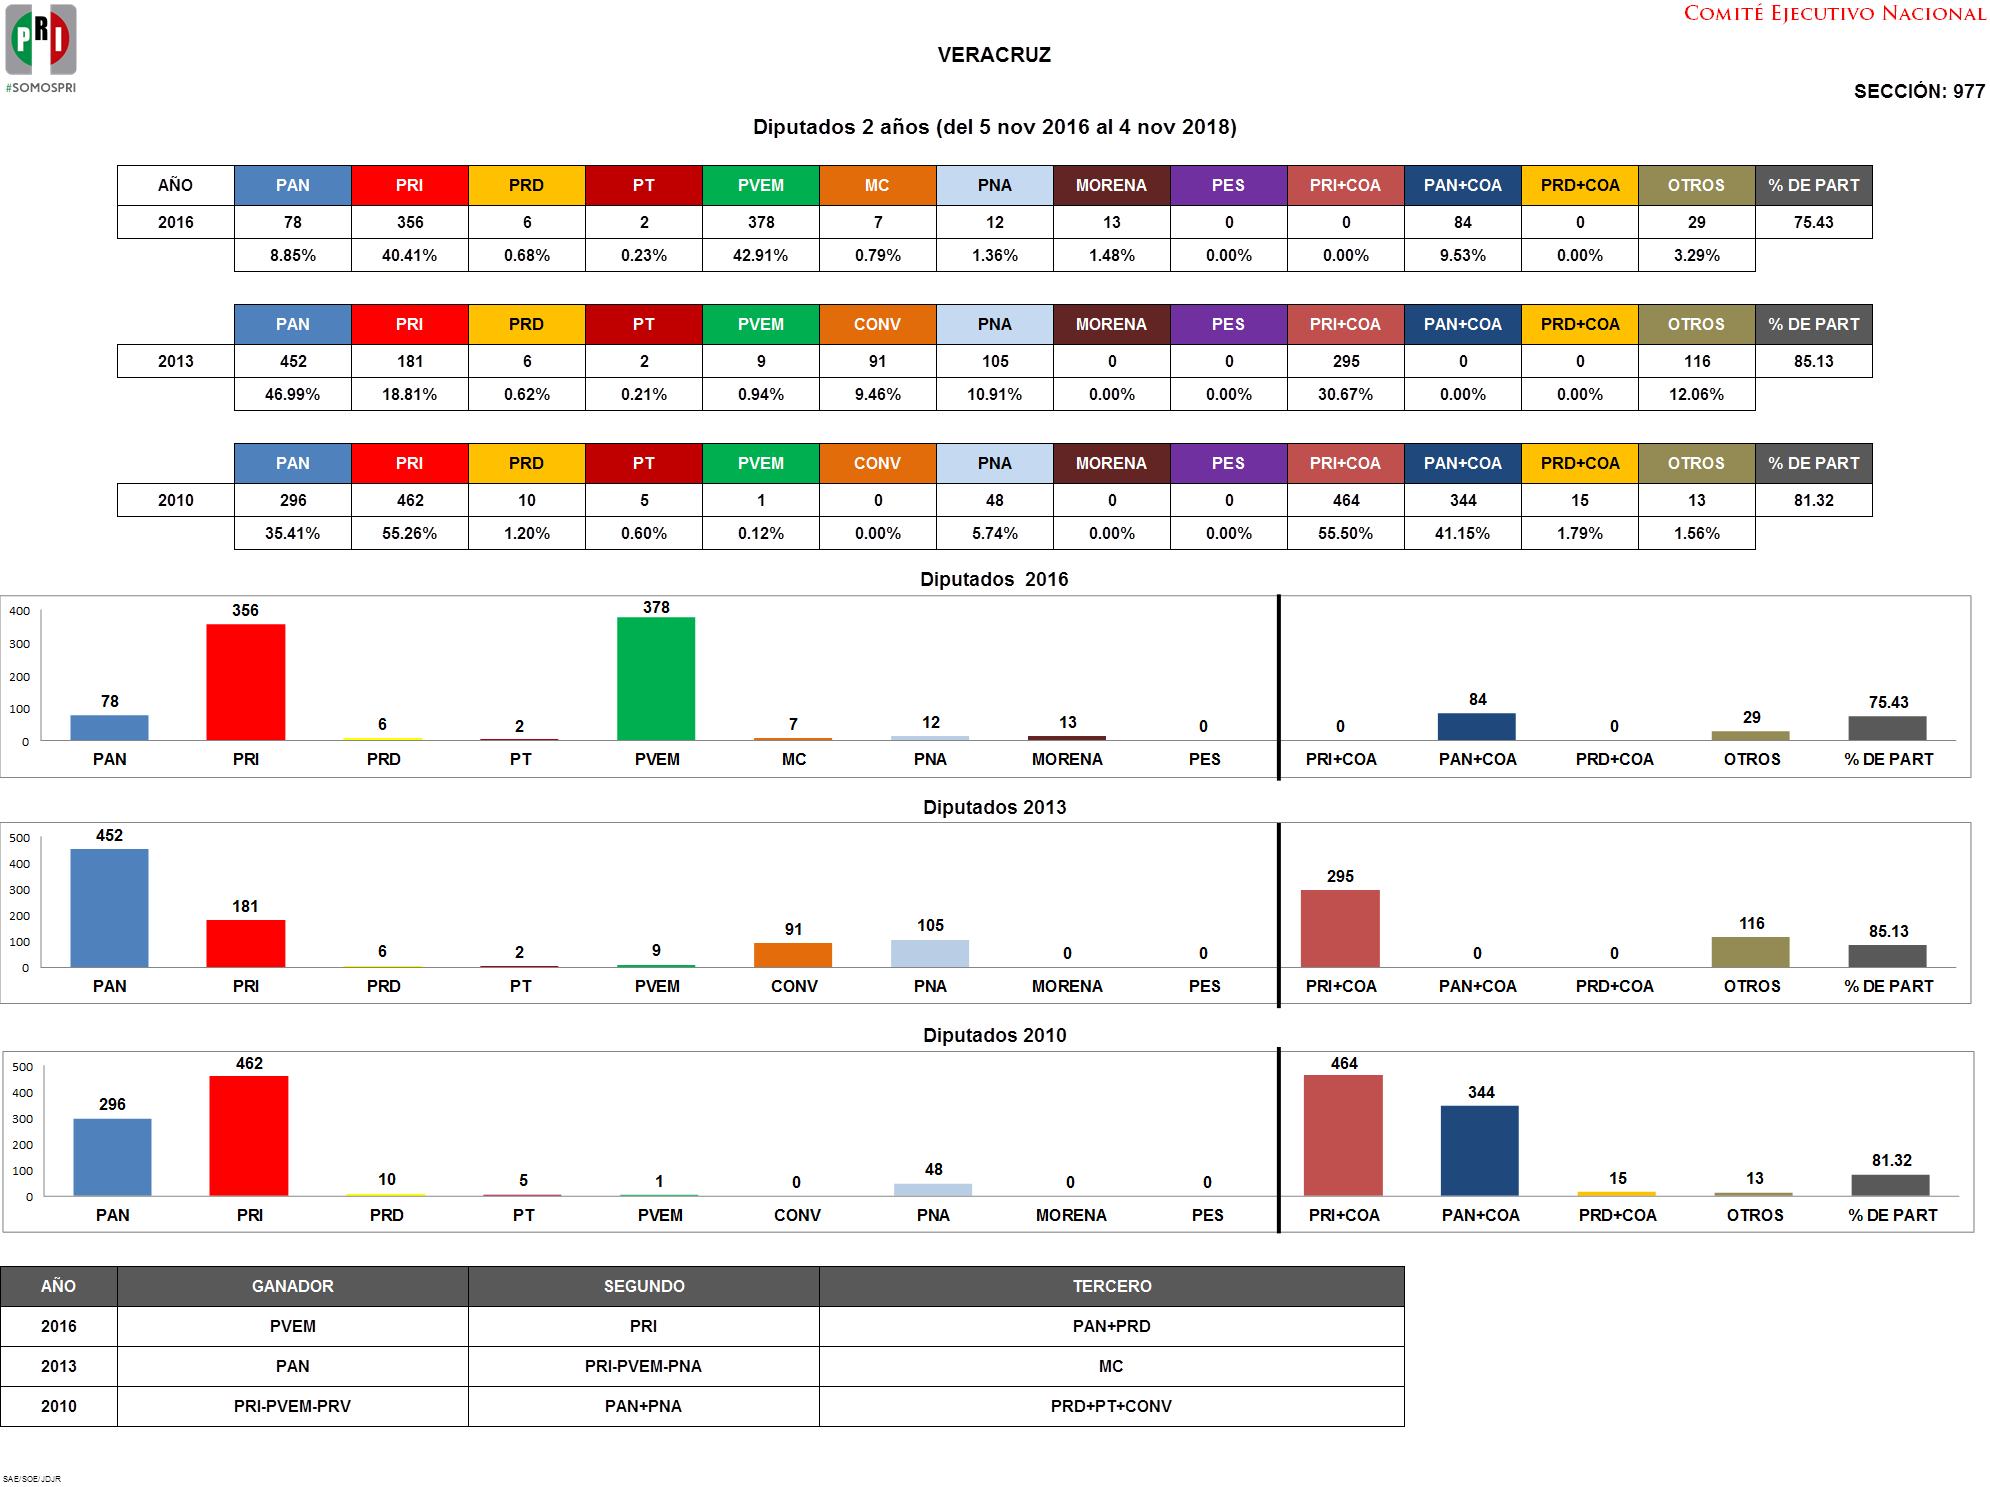 PRI
#SOMOSPRI
COMITÉ EJECUTIVO NACIONAL
VERACRUZ
SECCIÓN: 977
Diputados 2 años (del 5 nov 2016 al 4 nov 2018)
AÑO PAN PRI PRD PT PVEM MC PNA MORENA PES PRI+COA PAN+COA PRD+COA OTROS % DE PART
2016 78 356 6 2 378 7 12 13 0 0 84 0 29 75.43
8.85% 40.41% 0.68% 0.23% 42.91% 0.79% 1.36% 1.48% 0.00% 0.00% 9.53% 0.00% 3.29%
PAN PRI PRD PT PVEM CONV PNA MORENA PES PRI+COA PAN+COA PRD+COA OTROS % DE PART
2013 452 181 6 2 9 91 105 0 0 295 0 0 116 85.13
46.99% 18.81% 0.62% 0.21% 0.94% 9.46% 10.91% 0.00% 0.00% 30.67% 0.00% 0.00% 12.06%
PAN PRI PRD PT PVEM CONV PNA MORENA PES PRI+COA PAN+COA PRD+COA OTROS % DE PART
2010 296 462 10 5 1 0 48 0 0 464 344 15 13 81.32
35.41% 55.26% 1.20% 0.60% 0.12% 0.00% 5.74% 0.00% 0.00% 55.50% 41.15% 1.79% 1.56%
Diputados 2016
400
300
200
100
0
78 356 6 2 378 7 12 13 0 0 84 0 29 75.43
PAN PRI PRD PT PVEM MC PNA MORENA PES PRI+COA PAN+COA PRD+COA OTROS % DE PART
Diputados 2013
500
400
300
200
100
0
452 181 6 2 9 91 105 0 0 295 0 0 116 85.13
PAN PRI PRD PT PVEM CONV PNA MORENA PES PRI+COA PAN+COA PRD+COA OTROS % DE PART
Diputados 2010
500
400
300
200
100
0
296 462 10 5 1 0 48 0 0 464 344 15 13 81.32
PAN PRI PRD PT PVEM CONV PNA MORENA PES PRI+COA PAN+COA PRD+COA OTROS % DE PART
AÑO GANADOR SEGUNDO TERCERO
2016 PVEM PRI PAN+PRD
2013 PAN PRI-PVEM-PNA MC
2010 PRI-PVEM-PRV PAN+PNA PRD+PT+CONV
SAE/SOE/JDJR